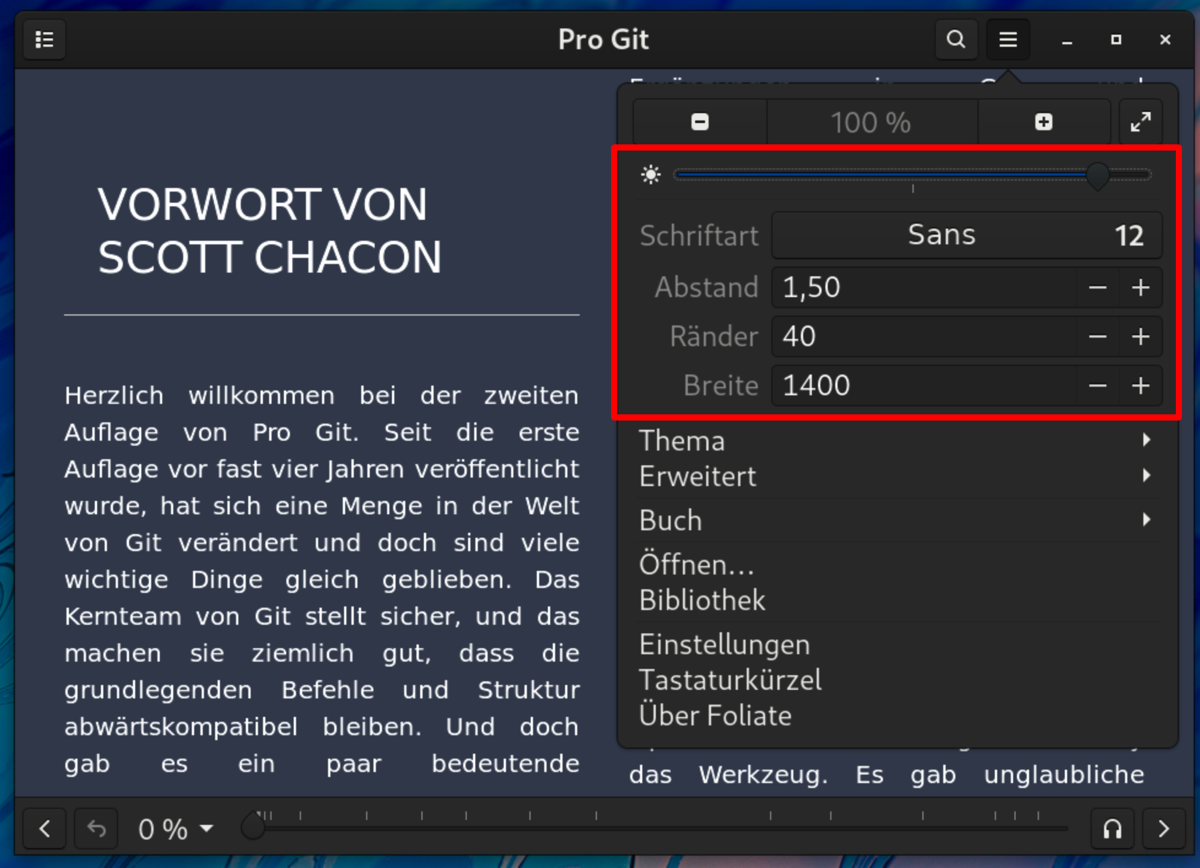 Pro Git
100 %
Schriftart Sans 12
Abstand 1,50
Ränder 40
Breite 1400
Thema
Erweitert
Buch
Öffnen...
Bibliothek
Einstellungen
Tastaturkürzel
Über Foliate
VORWORT VON
SCOTT CHACON
Herzlich willkommen bei der zweiten
Auflage von Pro Git. Seit die erste
Auflage vor fast vier Jahren veröffentlicht
wurde, hat sich eine Menge in der Welt
von Git verändert und doch sind viele
wichtige Dinge gleich geblieben. Das
Kernteam von Git stellt sicher, und das
machen sie ziemlich gut, dass die
grundlegenden Befehle und Struktur
abwärtskompatibel bleiben. Und doch
gab es ein paar bedeutende
das Werkzeug. Es gab unglaubliche
0 %